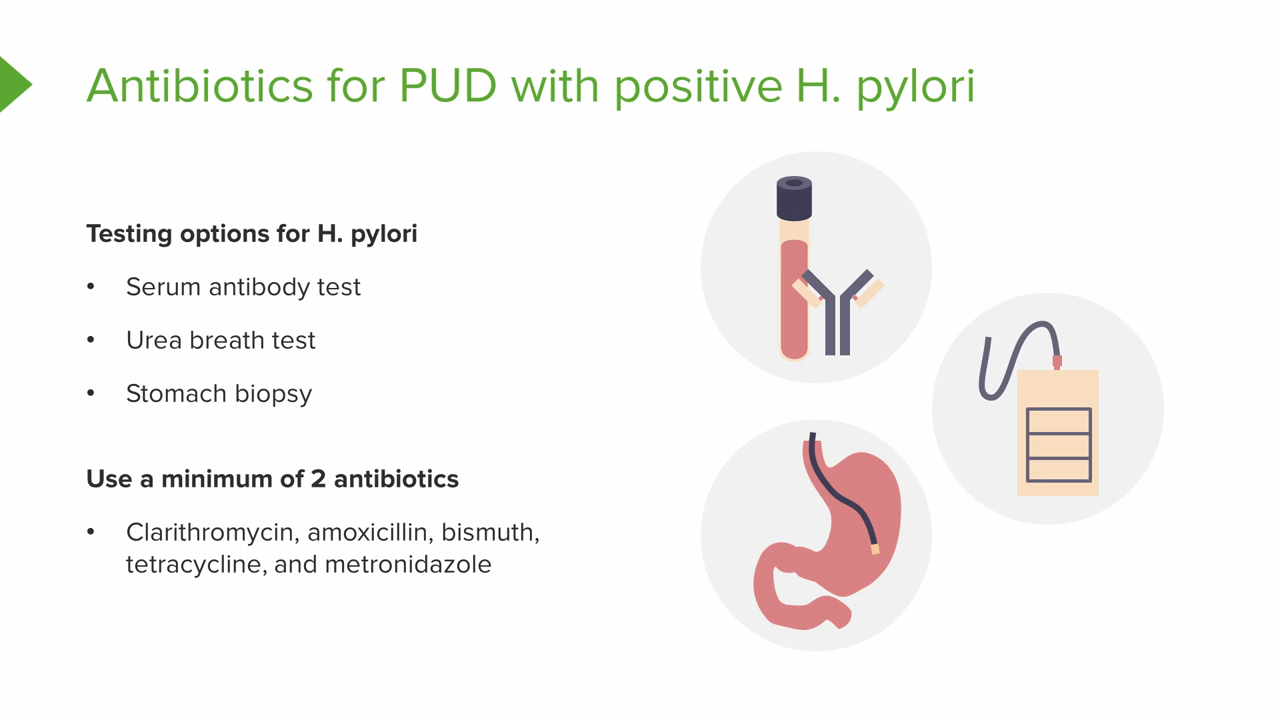 Antibiotics for PUD with positive H. pylori
Testing options for H. pylori
• Serum antibody test
• Urea breath test
• Stomach biopsy
Use a minimum of 2 antibiotics
• Clarithromycin, amoxicillin, bismuth,
tetracycline, and metronidazole